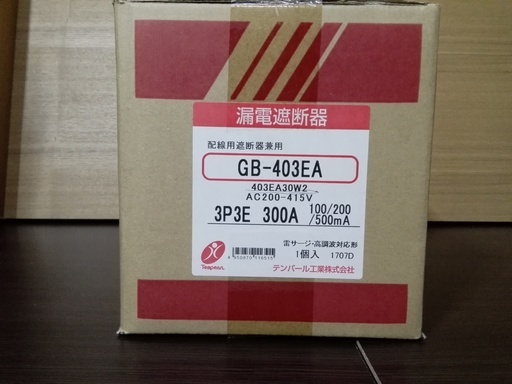 漏電遮断器
配線用遮断器兼用
GB-403EA
403EA30W2
AC200-415V
3P3E 300A 100/200/500mA
雷サージ・高調波対応形
1個入 1707D
Tempearl
テンパール工業株式会社